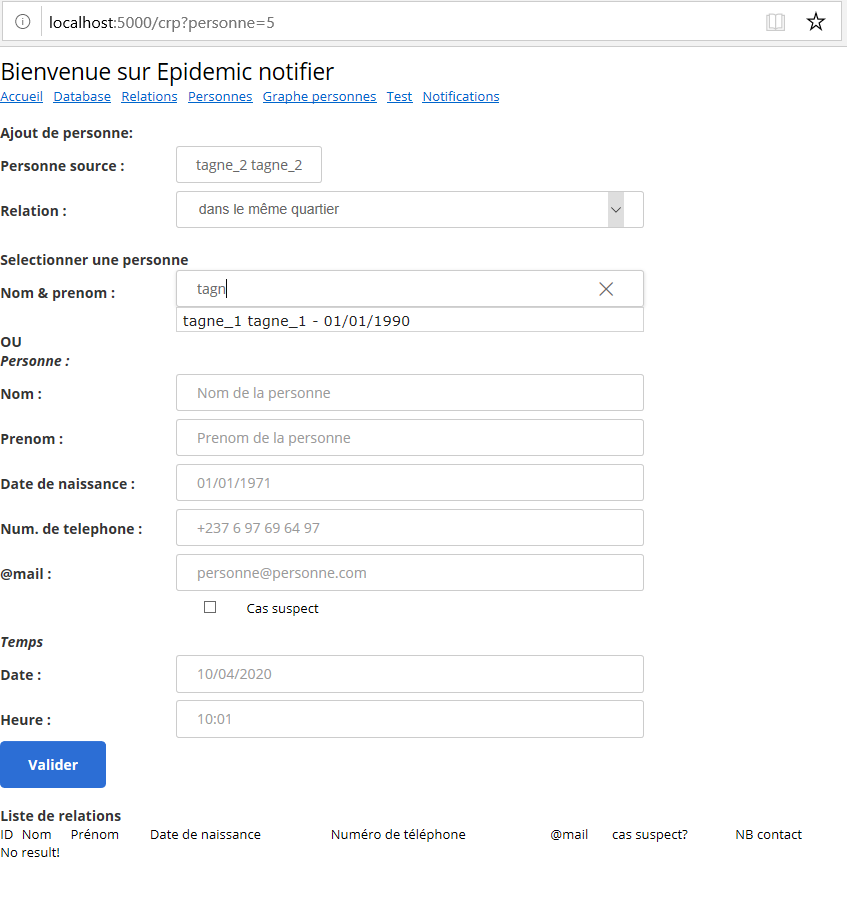 localhost:5000/crp?personne=5
Bienvenue sur Epidemic notifier
Accueil Database Relations Personnes Graphe personnes Test Notifications
Ajout de personne:
Personne source : tagne_2 tagne_2
Relation : dans le même quartier
Selectionner une personne
Nom & prenom : tagn
tagne_1 tagne_1 - 01/01/1990
OU
Personne :
Nom : Nom de la personne
Prenom : Prenom de la personne
Date de naissance : 01/01/1971
Num. de telephone : +237 6 97 69 64 97
@mail : personne@personne.com
Cas suspect
Temps
Date : 10/04/2020
Heure : 10:01
Valider
Liste de relations
ID Nom Prénom Date de naissance Numéro de téléphone @mail cas suspect? NB contact
No result!